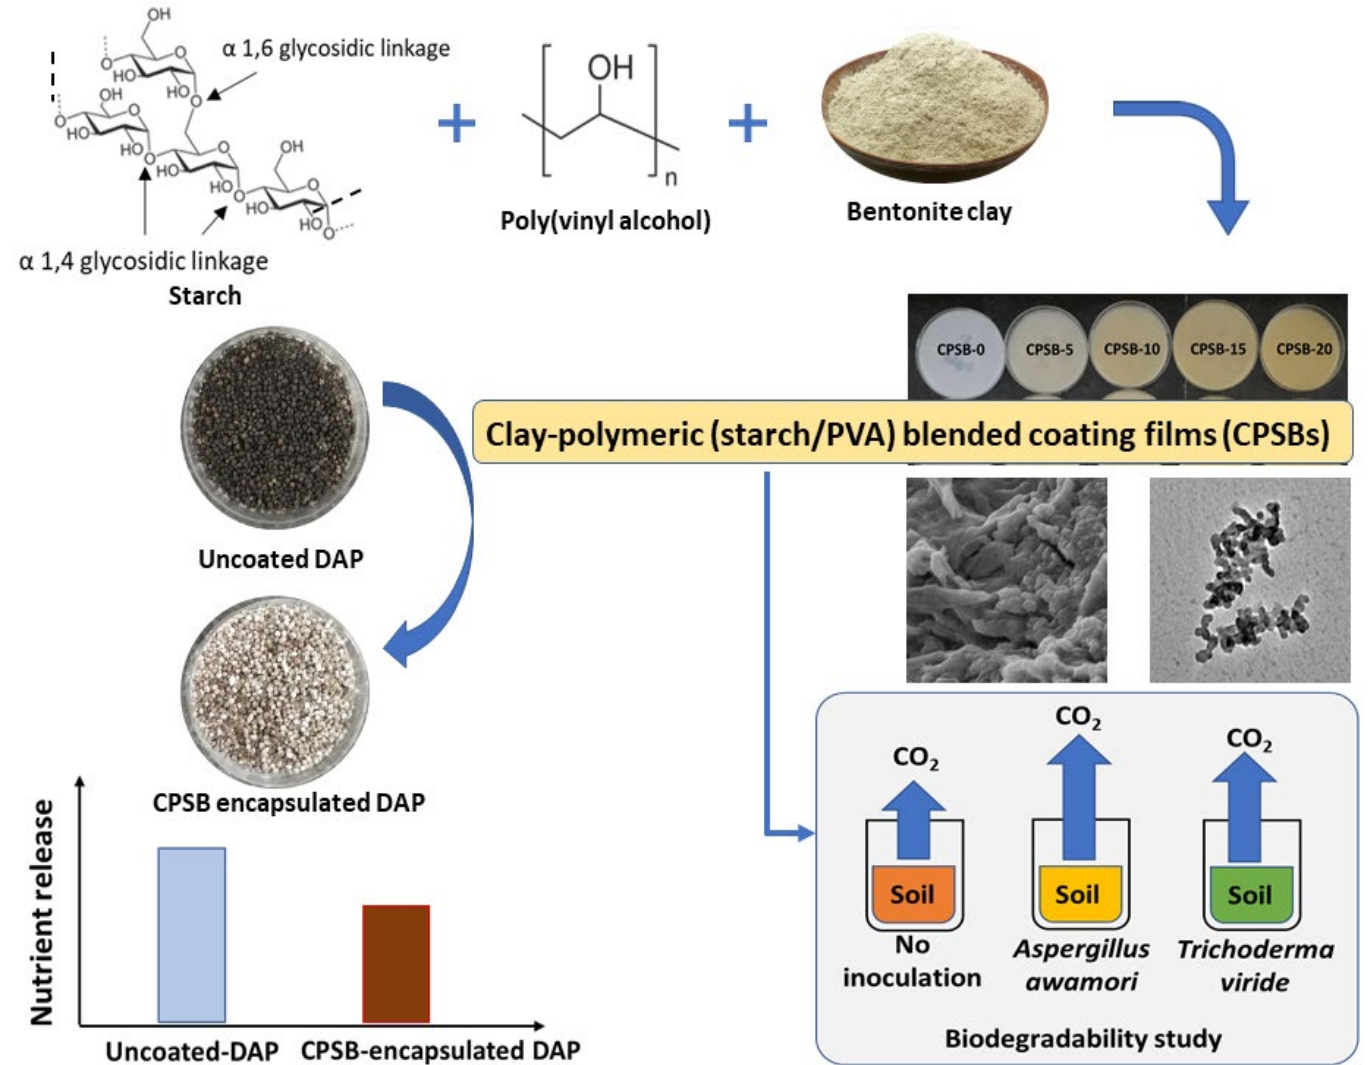 OH
α 1,6 glycosidic linkage
O
O
HO
HO
O
OH
O
O
HO
HO
O
O
HO
HO
O
OH
O
HO
HO
O
α 1,4 glycosidic linkage
Starch
+
OH
n
Poly(vinyl alcohol)
+
Bentonite clay
CPSB-0
CPSB-5
CPSB-10
CPSB-15
CPSB-20
Clay-polymeric (starch/PVA) blended coating films (CPSBs)
Uncoated DAP
CPSB encapsulated DAP
Nutrient release
Uncoated-DAP
CPSB-encapsulated DAP
CO₂
CO₂
CO₂
Soil
Soil
Soil
No
inoculation
Aspergillus
awamori
Trichoderma
viride
Biodegradability study